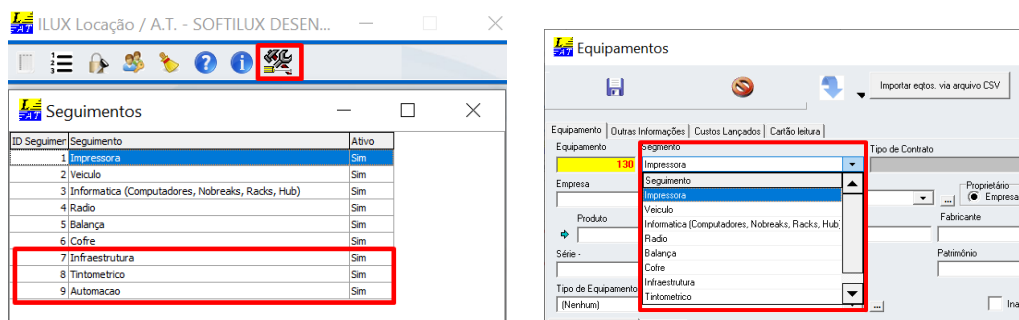 ILUX Locação / A.T. - SOFTILUX DESEN...
Seguimentos
ID Seguimen Seguimento Ativo
1 Impressora Sim
2 Veiculo Sim
3 Informatica (Computadores, Nobreaks, Racks, Hub) Sim
4 Radio Sim
5 Balança Sim
6 Cofre Sim
7 Infraestrutura Sim
8 Tintometrico Sim
9 Automacao Sim
Equipamentos
Importar eqtos. via arquivo CSV
Equipamento Outras Informações Custos Lançados Cartão leitura
Equipamento Segmento Tipo de Contrato
130 Impressora
Empresa Seguimento Proprietário
Impressora ... Empresa
Produto Veiculo Fabricante
Informatica (Computadores, Nobreaks, Racks, Hub)
Radio
Série - Balança Patrimônio
Cofre
Infraestrutura
Tipo de Equipamento Tintometrico
(Nenhum) ... Ina